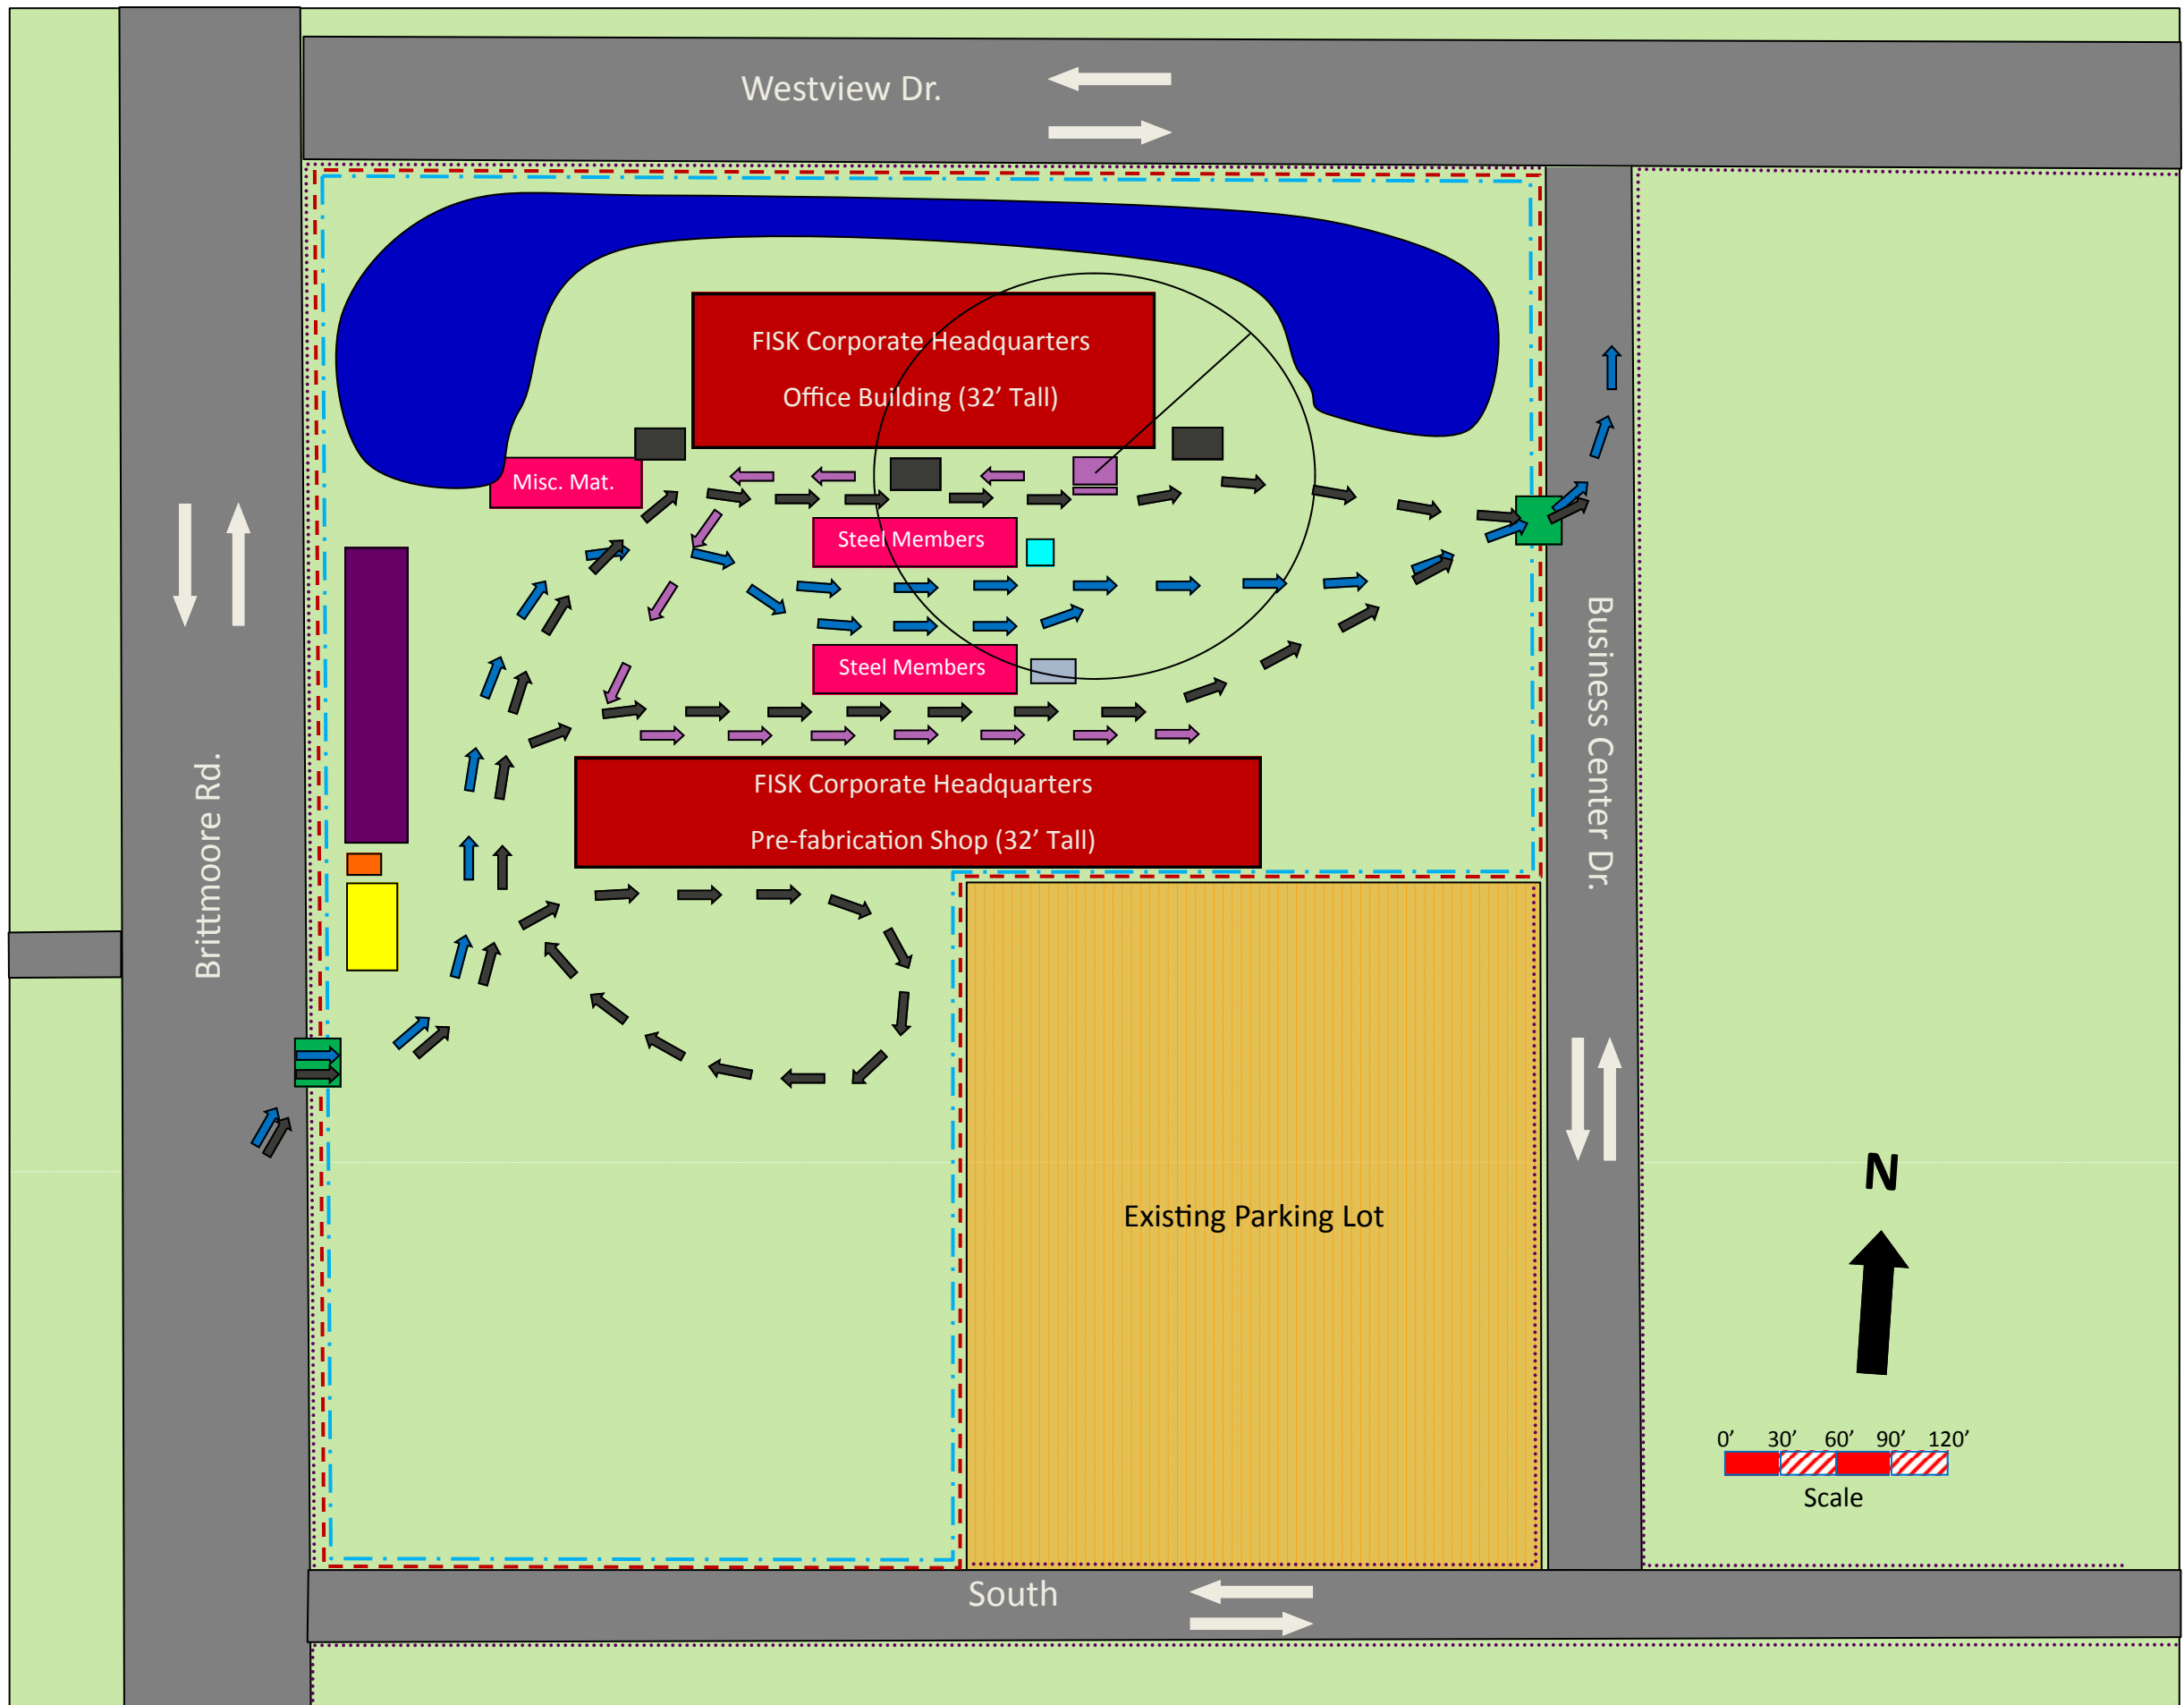 Westview Dr.
FISK Corporate Headquarters
Office Building (32’ Tall)
Misc. Mat.
Steel Members
Steel Members
FISK Corporate Headquarters
Pre-fabrication Shop (32’ Tall)
Brittmoore Rd.
Business Center Dr.
Existing Parking Lot
N
0’ 30’ 60’ 90’ 120’
Scale
South